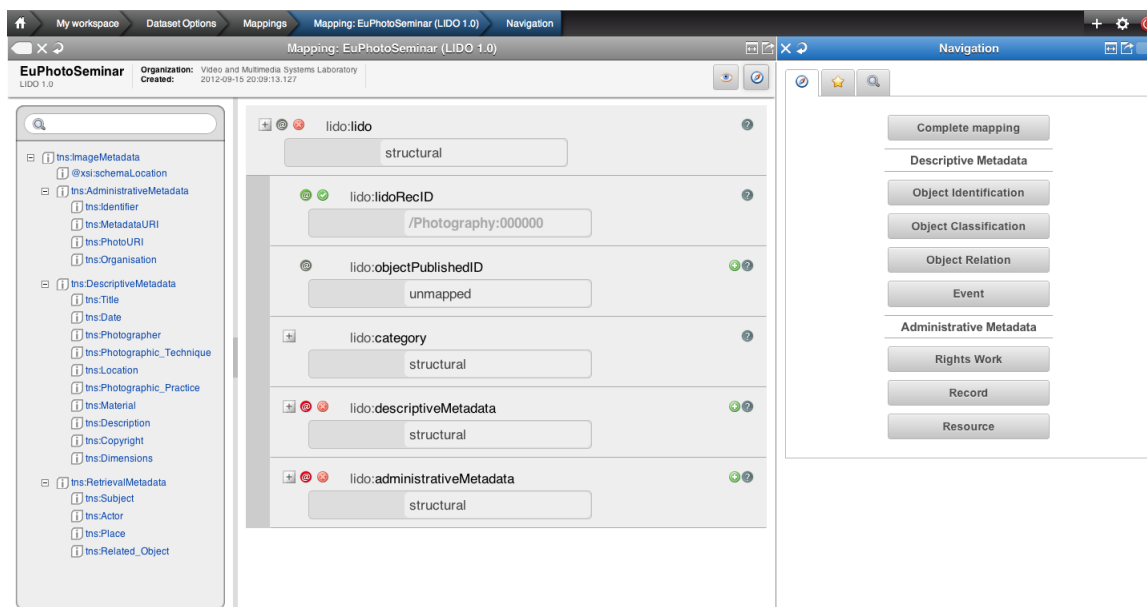 My workspace
Dataset Options
Mappings
Mapping: EuPhotoSeminar (LIDO 1.0)
Navigation
Mapping: EuPhotoSeminar (LIDO 1.0)
EuPhotoSeminar
LIDO 1.0
Organization: Video and Multimedia Systems Laboratory
Created: 2012-09-15 20:09:13.127
tns:ImageMetadata
@xsi:schemaLocation
tns:AdministrativeMetadata
tns:Identifier
tns:MetadataURI
tns:PhotoURI
tns:Organisation
tns:DescriptiveMetadata
tns:Title
tns:Date
tns:Photographer
tns:Photographic_Technique
tns:Location
tns:Photographic_Practice
tns:Material
tns:Description
tns:Copyright
tns:Dimensions
tns:RetrievalMetadata
tns:Subject
tns:Actor
tns:Place
tns:Related_Object
lido:lido
structural
lido:lidoRecID
/Photography:000000
lido:objectPublishedID
unmapped
lido:category
structural
lido:descriptiveMetadata
structural
lido:administrativeMetadata
structural
Navigation
Complete mapping
Descriptive Metadata
Object Identification
Object Classification
Object Relation
Event
Administrative Metadata
Rights Work
Record
Resource